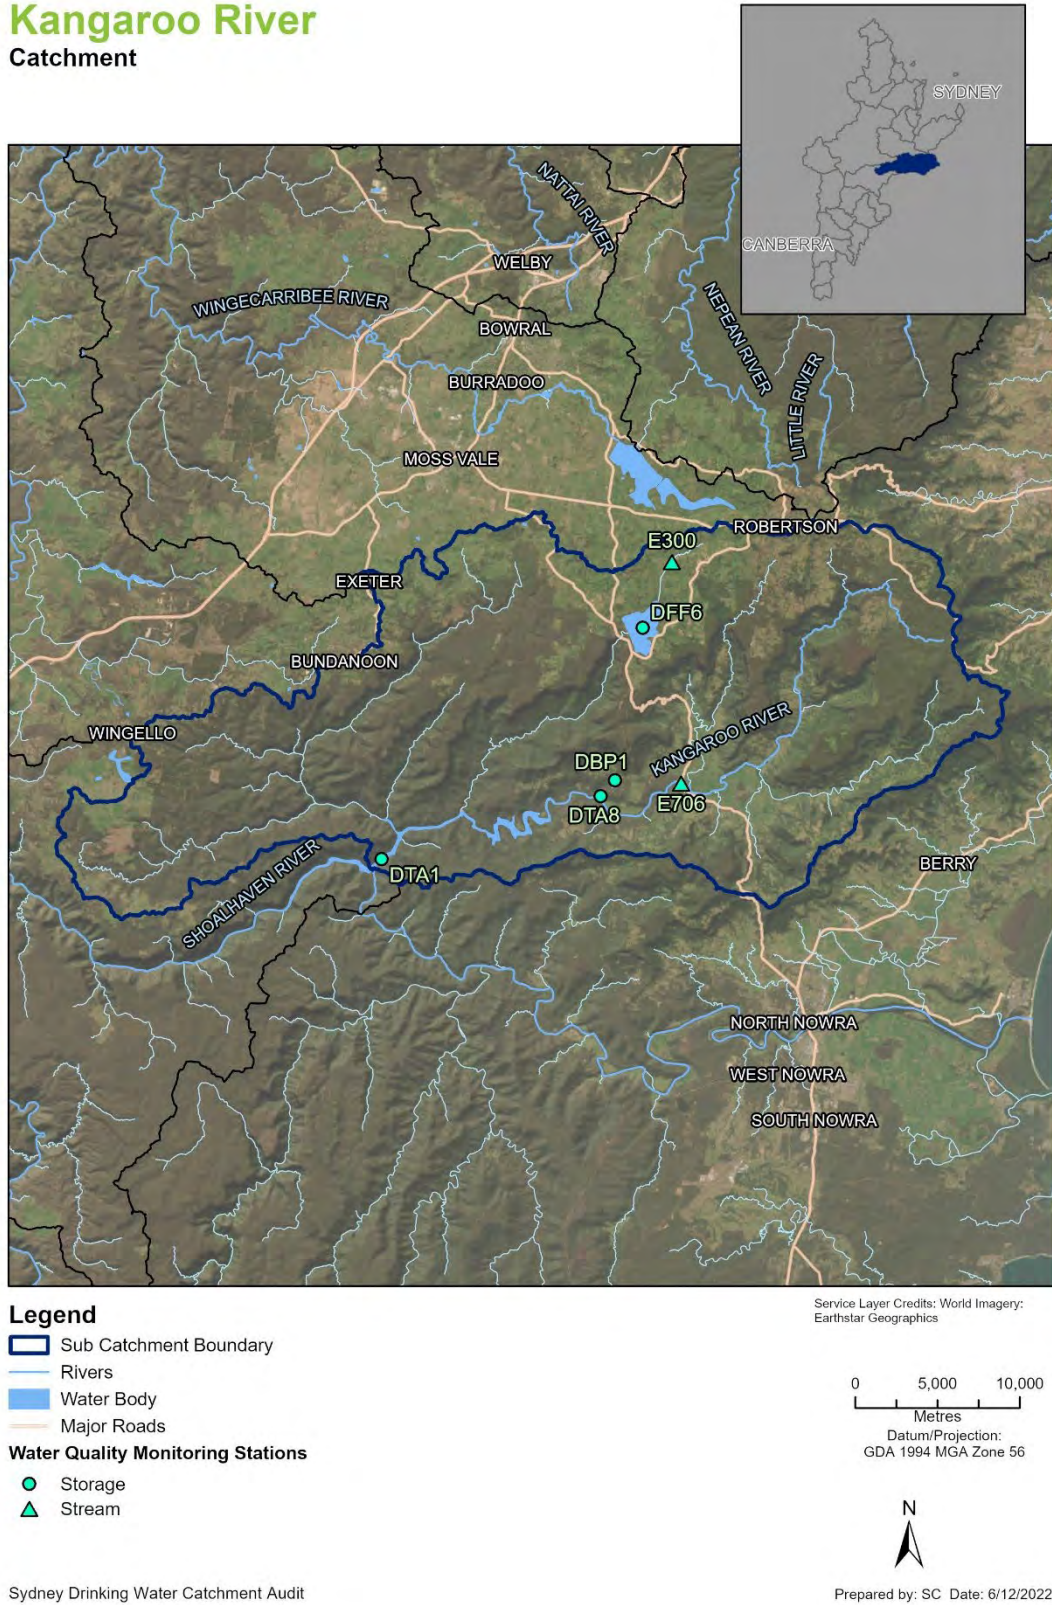 Kangaroo River
Catchment
SYDNEY
CANBERRA
NATTAI RIVER
WELBY
WINGECARRIBEE RIVER
NEPEAN RIVER
BOWRAL
LITTLE RIVER
BURRADOO
MOSS VALE
ROBERTSON
E300
EXETER
DFF6
BUNDANOON
WINGELLO
KANGAROO RIVER
DBP1
DTA8
E706
SHOALHAVEN RIVER
DTA1
BERRY
NORTH NOWRA
WEST NOWRA
SOUTH NOWRA
Legend
Sub Catchment Boundary
Rivers
Water Body
Major Roads
Water Quality Monitoring Stations
Storage
Stream
Service Layer Credits: World Imagery:
Earthstar Geographics
0 5,000 10,000
Metres
Datum/Projection:
GDA 1994 MGA Zone 56
N
Sydney Drinking Water Catchment Audit
Prepared by: SC Date: 6/12/2022